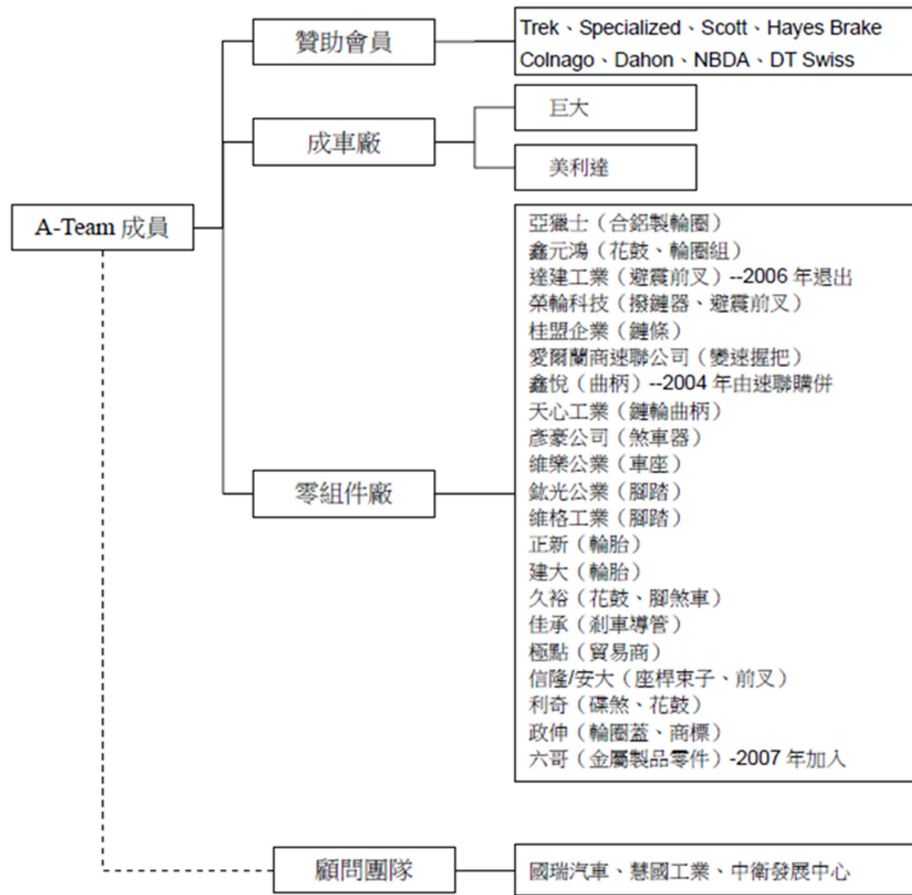 贊助會員
Trek、Specialized、Scott、Hayes Brake
Colnago、Dahon、NBDA、DT Swiss
成車廠
巨大
美利達
A-Team 成員
零組件廠
亞獵士（合鋁製輪圈）
鑫元鴻（花鼓、輪圈組）
達建工業（避震前叉）--2006 年退出
榮輪科技（撥鏈器、避震前叉）
桂盟企業（鏈條）
愛爾蘭商速聯公司（變速握把）
鑫悅（曲柄）--2004 年由速聯購併
天心工業（鏈輪曲柄）
彥豪公司（煞車器）
維樂公業（車座）
鈜光公業（腳踏）
維格工業（腳踏）
正新（輪胎）
建大（輪胎）
久裕（花鼓、腳煞車）
佳承（剎車導管）
極點（貿易商）
信隆/安大（座桿束子、前叉）
利奇（碟煞、花鼓）
政伸（輪圈蓋、商標）
六哥（金屬製品零件）-2007 年加入
顧問團隊
國瑞汽車、慧國工業、中衛發展中心